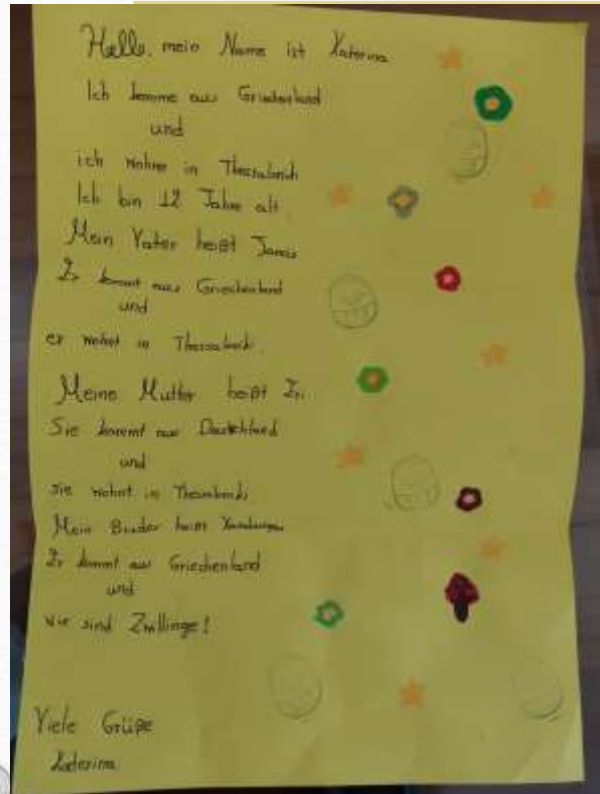 Hallo, mein Name ist Katerina
Ich komme aus Griechenland
und
ich wohne in Thessaloniki
Ich bin 12 Jahre alt.
Mein Vater heißt Janis
Er kommt aus Griechenland
und
er wohnt in Thessaloniki.
Meine Mutter heißt
Sie kommt aus
und
sie wohnt in Thessaloniki.
Mein Bruder heißt
Er kommt aus Griechenland
und
wir sind Zwillinge!
Viele Grüße
Katerina